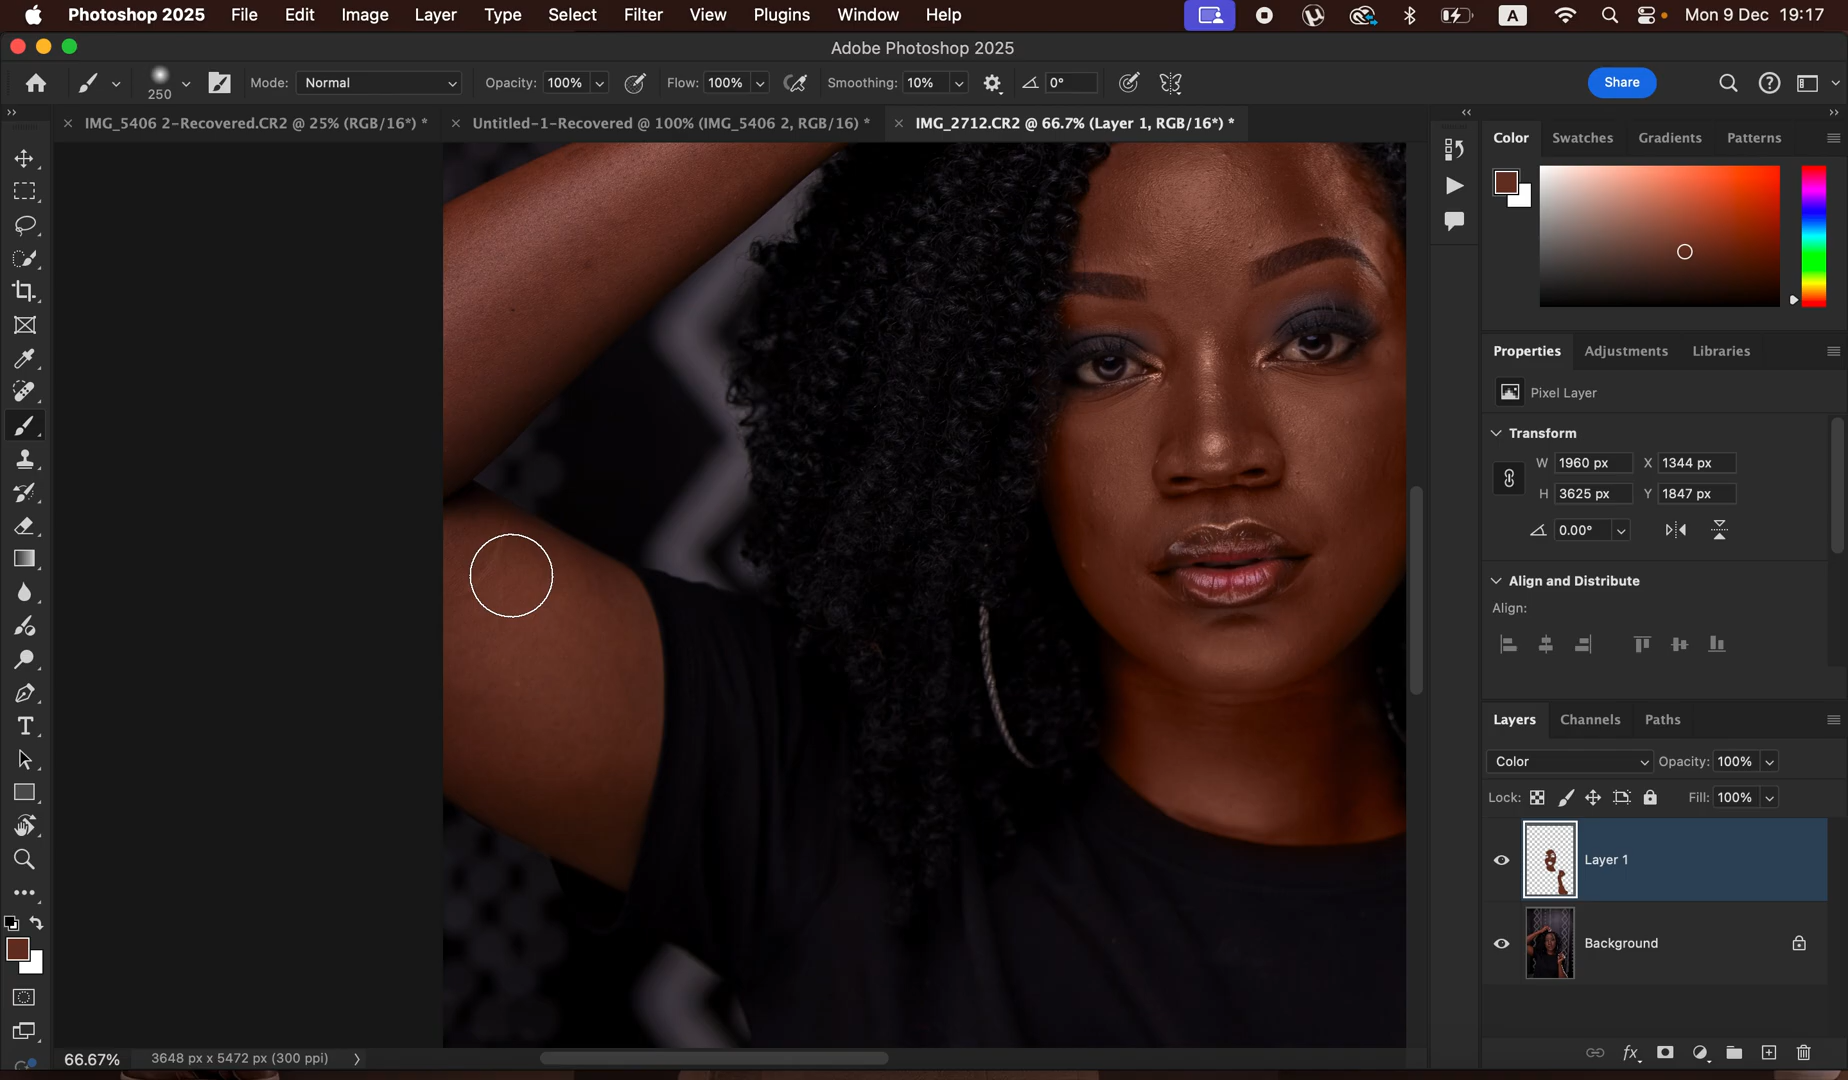 Photoshop 2025 File Edit Image Layer Type Select Filter View Plugins Window Help A Mon 9 Dec 19:17
Adobe Photoshop 2025
250 Mode: Normal Opacity: 100% Flow: 100% Smoothing: 10% 0° Share
IMG_5406 2-Recovered.CR2 @ 25% (RGB/16*) * Untitled-1-Recovered @ 100% (IMG_5406 2, RGB/16) * IMG_2712.CR2 @ 66.7% (Layer 1, RGB/16*) *
Color Swatches Gradients Patterns
Properties Adjustments Libraries
Pixel Layer
Transform
W 1960 px X 1344 px
H 3625 px Y 1847 px
0.00°
Align and Distribute
Align:
Layers Channels Paths
Color Opacity: 100%
Lock: Fill: 100%
Layer 1
Background
fx
66.67% 3648 px x 5472 px (300 ppi)